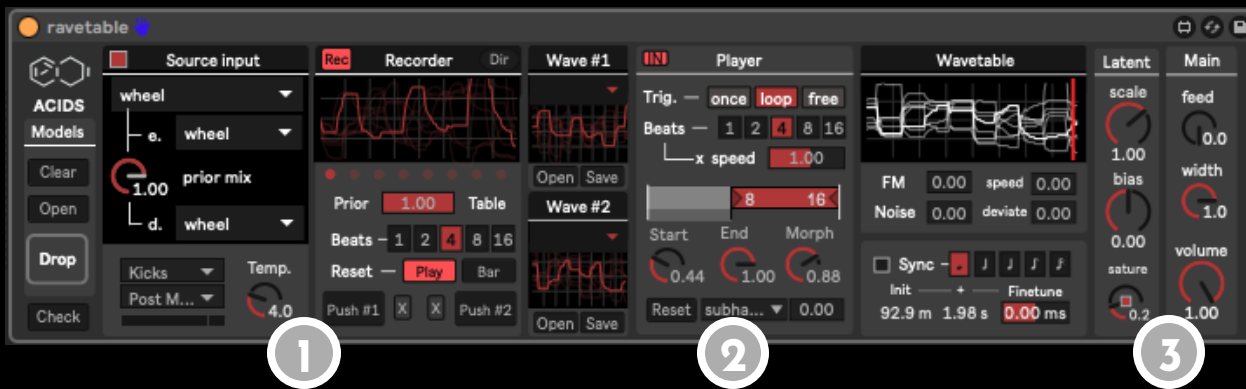 ravetable
ACIDS
Models
Clear
Open
Drop
Check
Source input
wheel
e. wheel
1.00 prior mix
d. wheel
Kicks
Post M...
Temp.
4.0
Rec Recorder Dir
Prior 1.00 Table
Beats 1 2 4 8 16
Reset Play Bar
Push #1 X X Push #2
Wave #1
Open Save
Wave #2
Open Save
IN Player
Trig. once loop free
Beats 1 2 4 8 16
x speed 1.00
8 16
Start End Morph
0.44 1.00 0.88
Reset subha... 0.00
Wavetable
FM 0.00 speed 0.00
Noise 0.00 deviate 0.00
Sync
Init + Finetune
92.9 m 1.98 s 0.00 ms
Latent
scale
1.00
bias
0.00
sature
0.2
Main
feed
0.0
width
1.0
volume
1.00
1 2 3